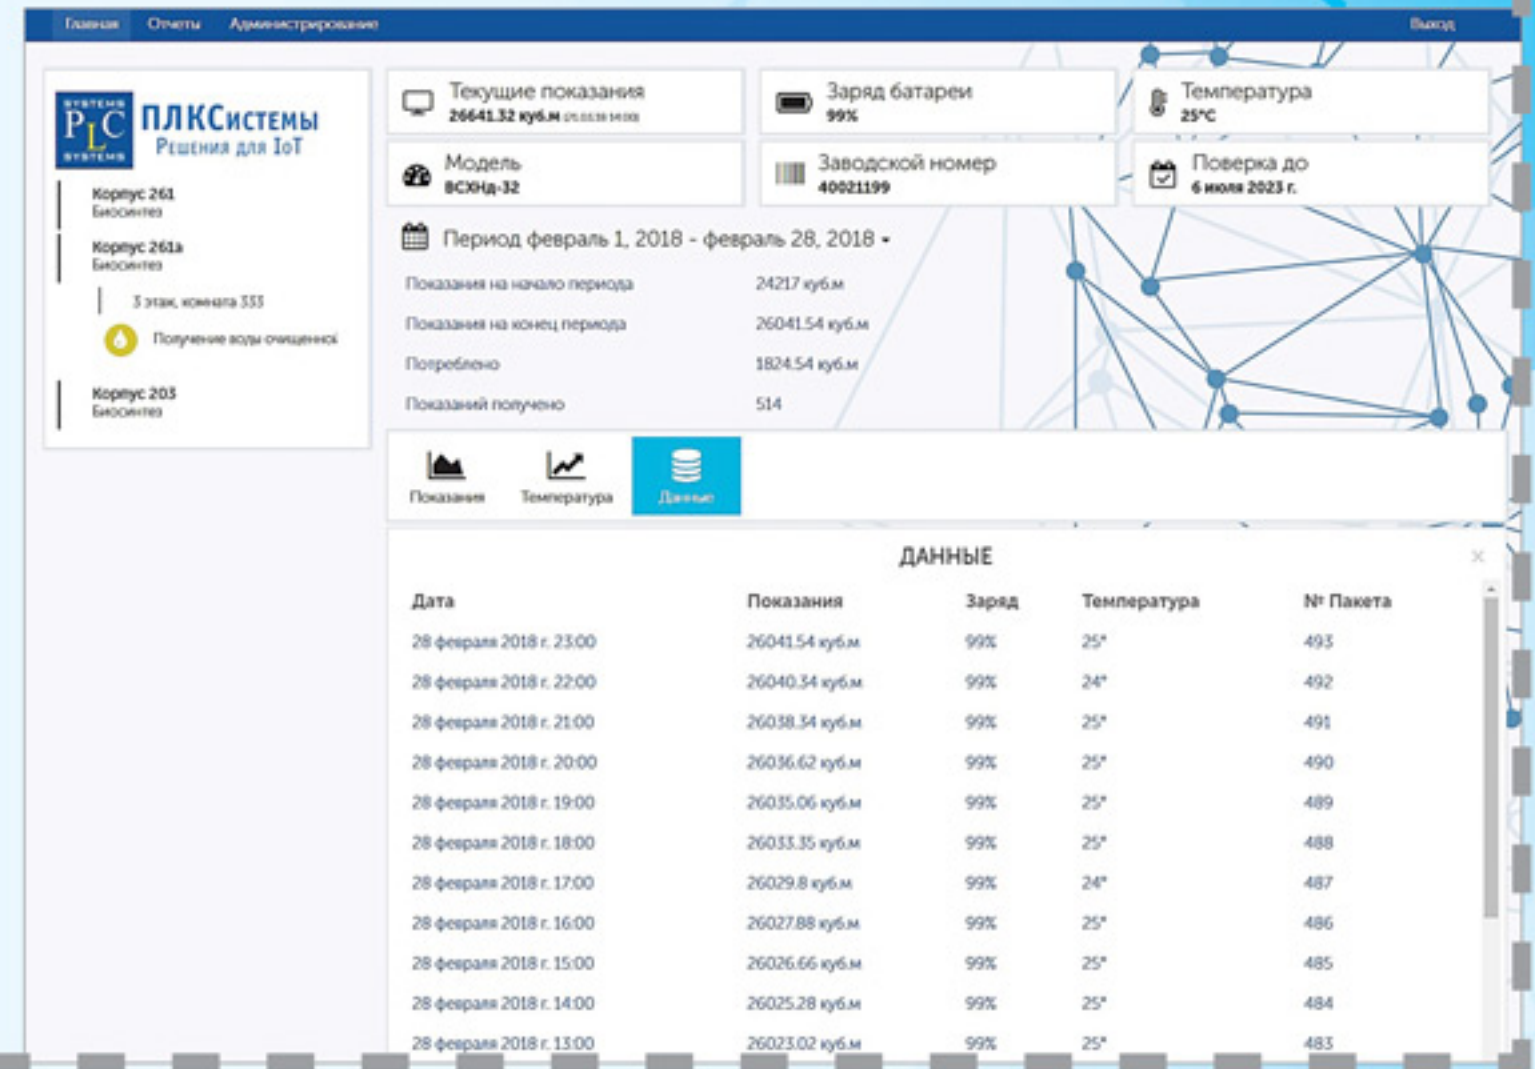 Главная Отчеты Администрирование Выход
SYSTEMS
PLC
SYSTEMS
ПЛКСистемы
Решения для IoT
Корпус 261
Биосинтез
Корпус 261а
Биосинтез
3 этаж, комната 333
Получение воды очищенной
Корпус 203
Биосинтез
Текущие показания
26641.32 куб.м
Заряд батареи
99%
Температура
25°C
Модель
ВСХНд-32
Заводской номер
40021199
Поверка до
6 июля 2023 г.
Период февраль 1, 2018 - февраль 28, 2018
Показания на начало периода 24217 куб.м
Показания на конец периода 26041.54 куб.м
Потреблено 1824.54 куб.м
Показаний получено 514
Показания Температура Данные
ДАННЫЕ
Дата Показания Заряд Температура № Пакета
28 февраля 2018 г. 23:00 26041.54 куб.м 99% 25° 493
28 февраля 2018 г. 22:00 26040.34 куб.м 99% 24° 492
28 февраля 2018 г. 21:00 26038.34 куб.м 99% 25° 491
28 февраля 2018 г. 20:00 26036.62 куб.м 99% 25° 490
28 февраля 2018 г. 19:00 26035.06 куб.м 99% 25° 489
28 февраля 2018 г. 18:00 26033.35 куб.м 99% 25° 488
28 февраля 2018 г. 17:00 26029.8 куб.м 99% 24° 487
28 февраля 2018 г. 16:00 26027.88 куб.м 99% 25° 486
28 февраля 2018 г. 15:00 26026.66 куб.м 99% 25° 485
28 февраля 2018 г. 14:00 26025.28 куб.м 99% 25° 484
28 февраля 2018 г. 13:00 26023.02 куб.м 99% 25° 483